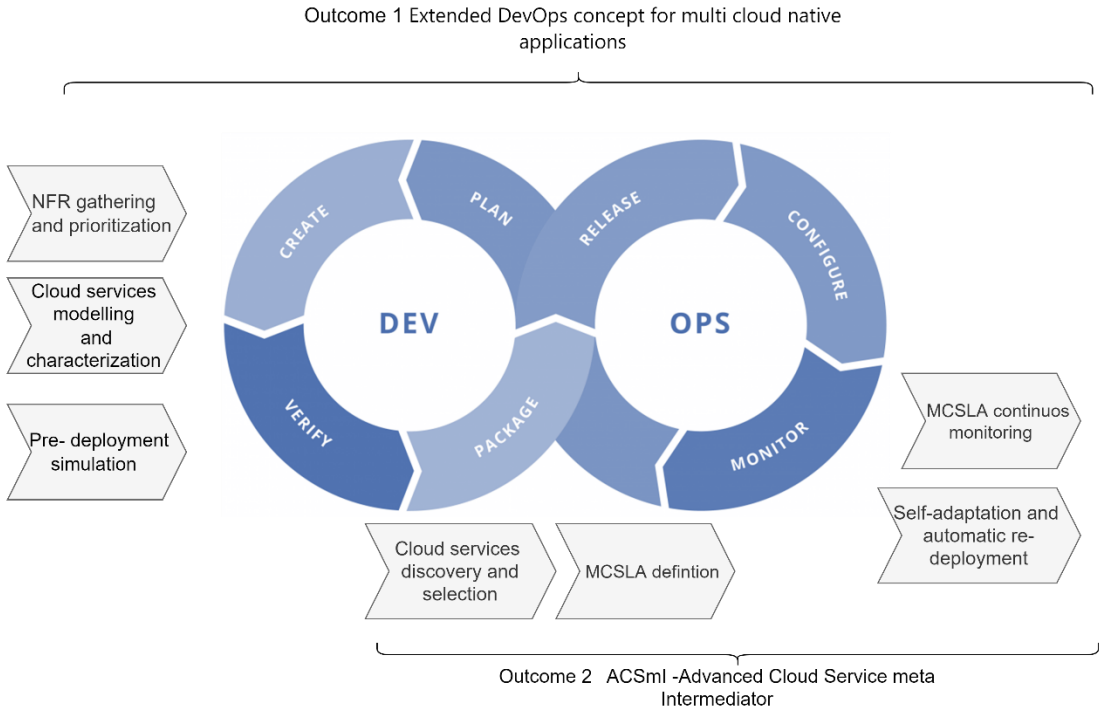 Outcome 1 Extended DevOps concept for multi cloud native
applications
NFR gathering
and prioritization
Cloud services
modelling
and
characterization
Pre- deployment
simulation
CREATE
PLAN
RELEASE
CONFIGURE
DEV
OPS
VERIFY
PACKAGE
MONITOR
MCSLA continuos
monitoring
Self-adaptation and
automatic re-
deployment
Cloud services
discovery and
selection
MCSLA defintion
Outcome 2 ACSmI -Advanced Cloud Service meta
Intermediator